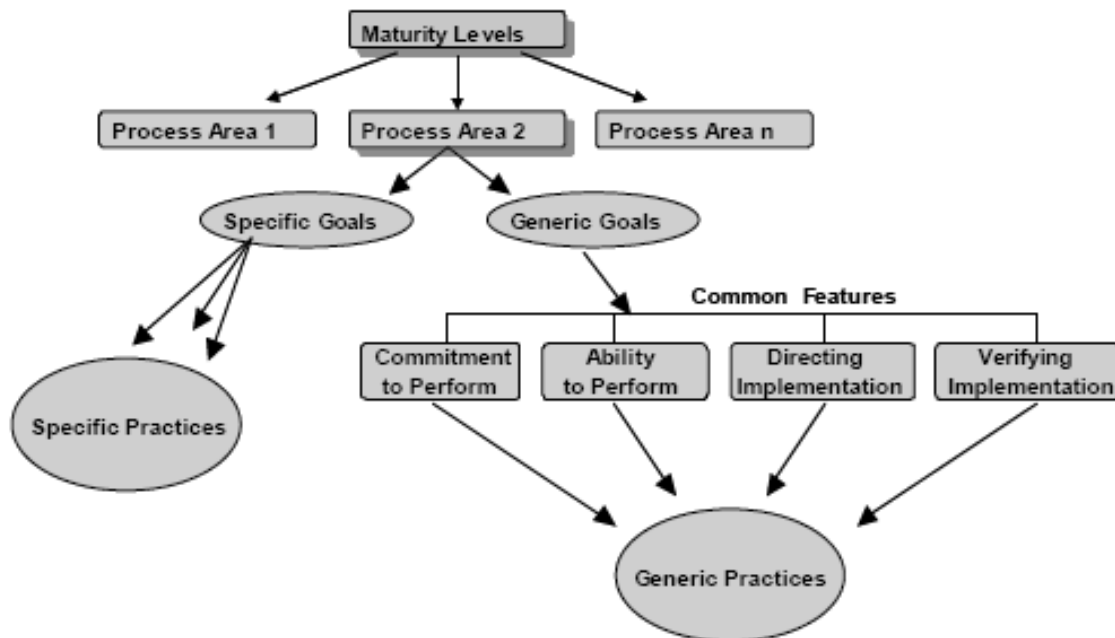 Maturity Levels
Process Area 1
Process Area 2
Process Area n
Specific Goals
Generic Goals
Common Features
Commitment
to Perform
Ability
to Perform
Directing
Implementation
Verifying
Implementation
Specific Practices
Generic Practices